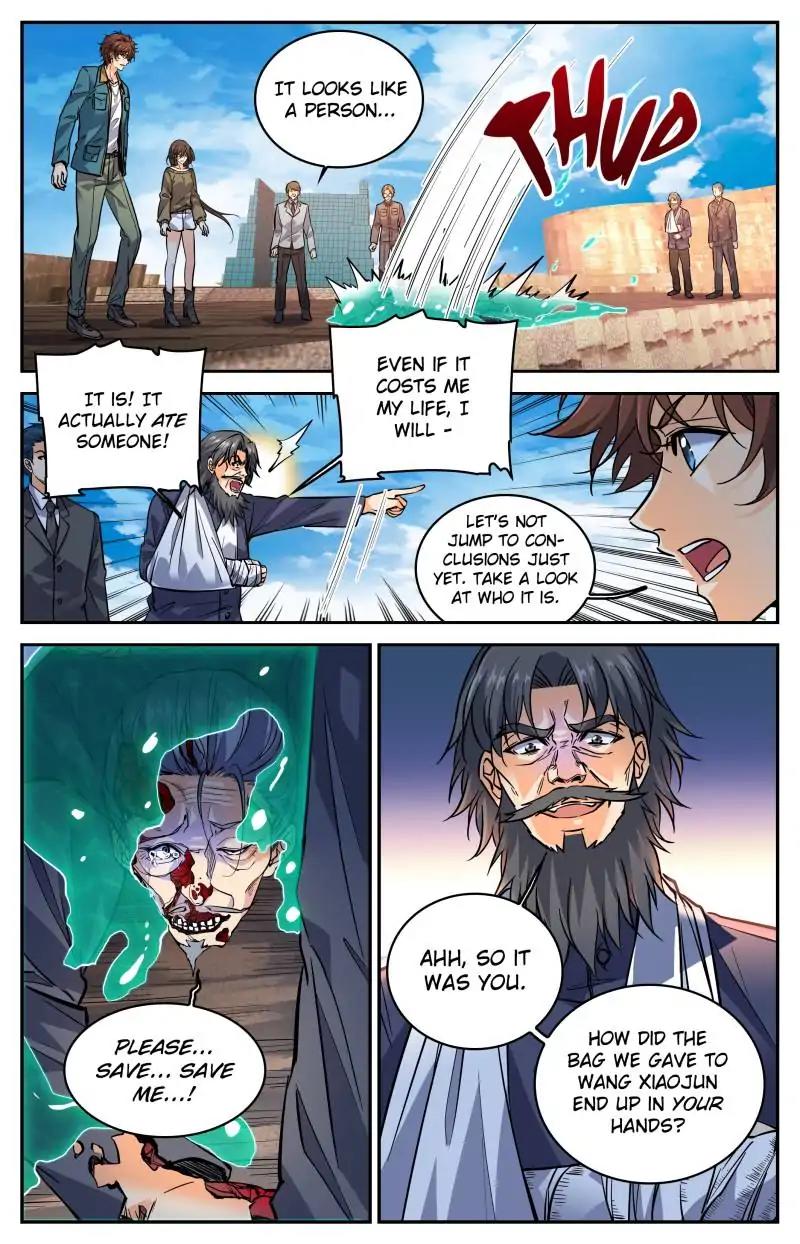 IT LOOKS LIKE
A PERSON...
THUD
IT IS! IT
ACTUALLY ATE
SOMEONE!
EVEN IF IT
COSTS ME
MY LIFE, I
WILL -
LET'S NOT
JUMP TO CON-
CLUSIONS JUST
YET. TAKE A LOOK
AT WHO IT IS.
PLEASE...
SAVE... SAVE
ME...!
AHH, SO IT
WAS YOU.
HOW DID THE
BAG WE GAVE TO
WANG XIAOJUN
END UP IN YOUR
HANDS?